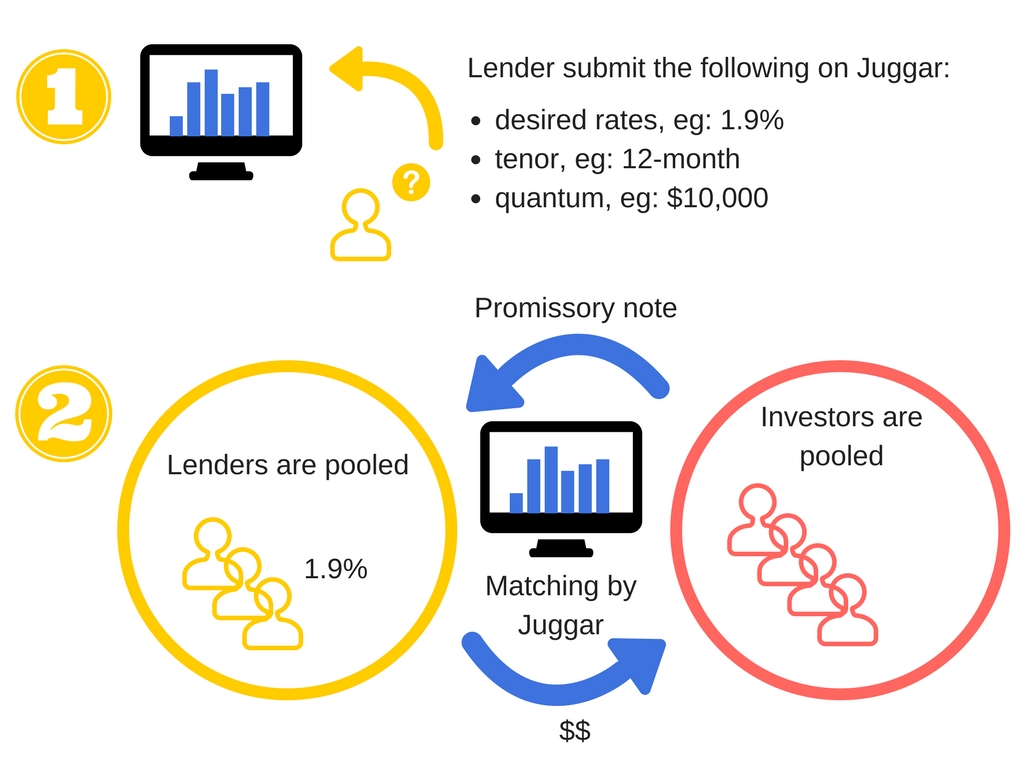 1
Lender submit the following on Juggar:
• desired rates, eg: 1.9%
• tenor, eg: 12-month
• quantum, eg: $10,000
?
Promissory note
2
Lenders are pooled
1.9%
Matching by
Juggar
$$
Investors are
pooled